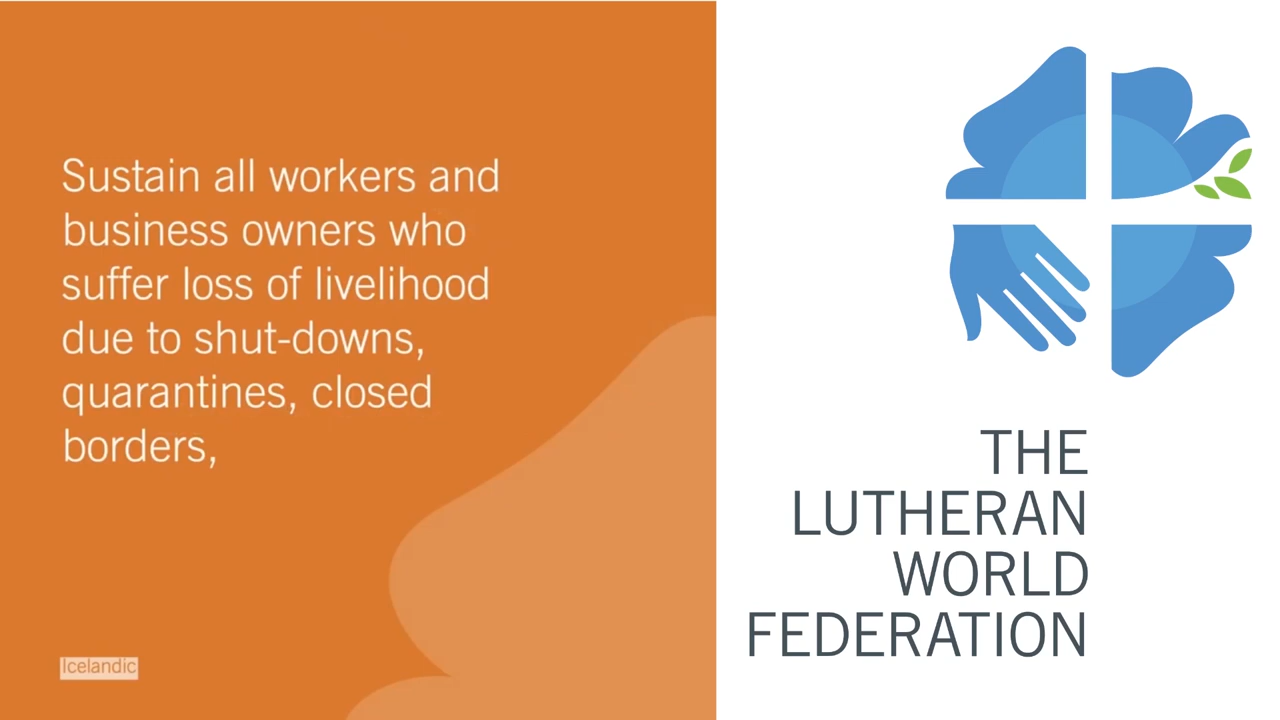 Sustain all workers and
business owners who
suffer loss of livelihood
due to shut-downs,
quarantines, closed
borders,
Icelandic
THE
LUTHERAN
WORLD
FEDERATION